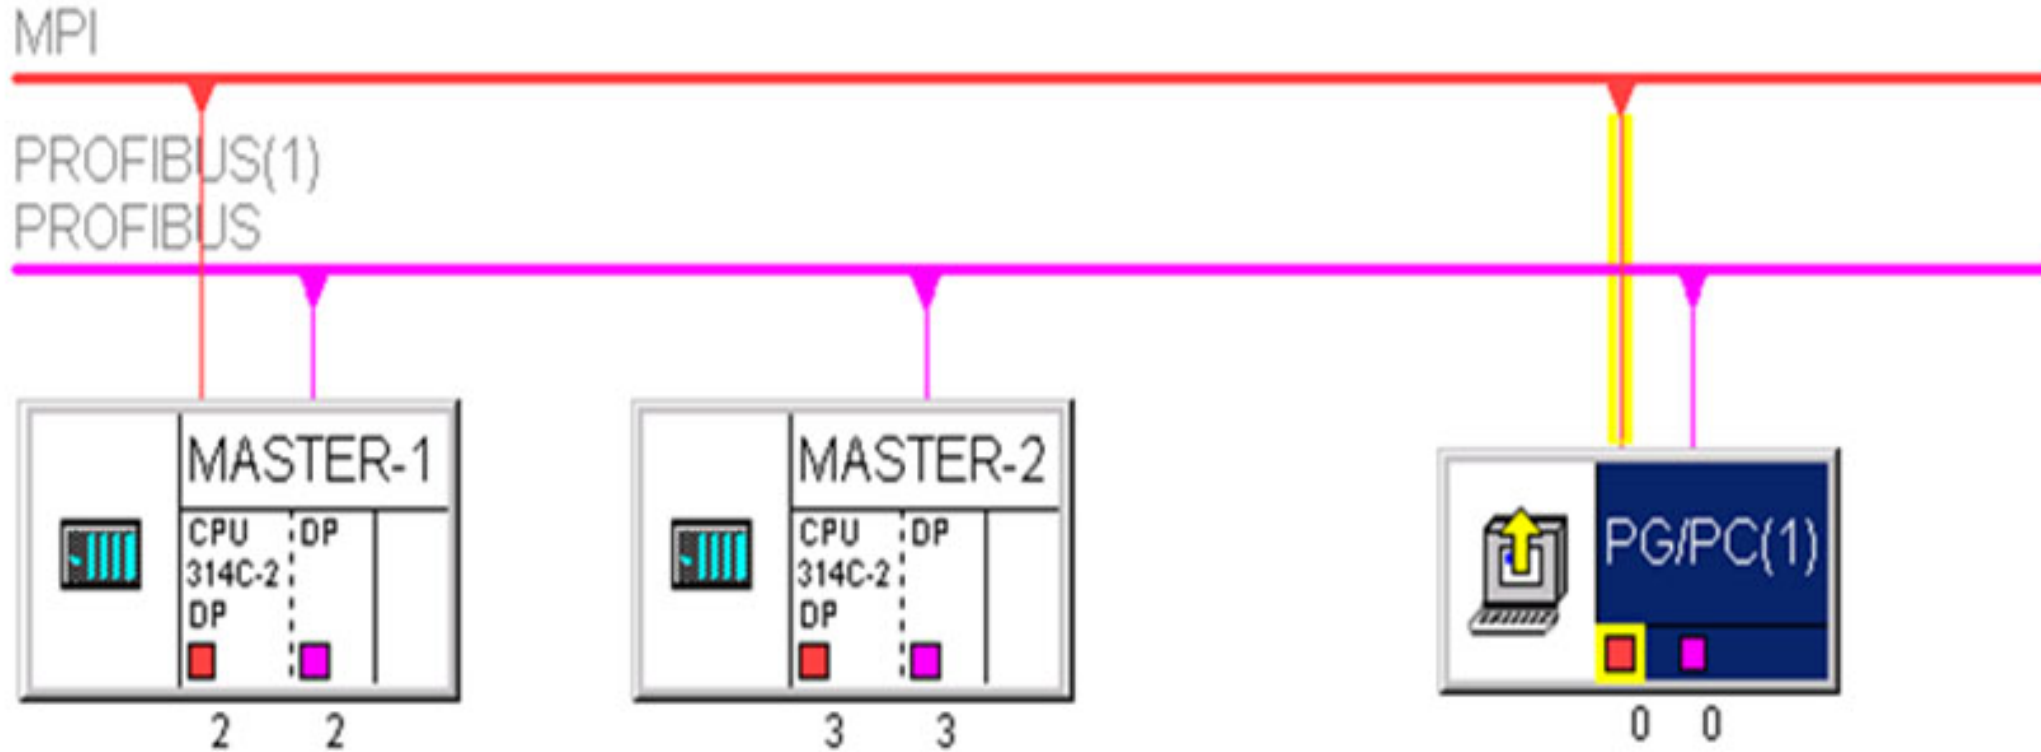 MPI
PROFIBUS(1)
PROFIBUS
MASTER-1
CPU
314C-2
DP
DP
2 2
MASTER-2
CPU
314C-2
DP
DP
3 3
PG/PC(1)
0 0